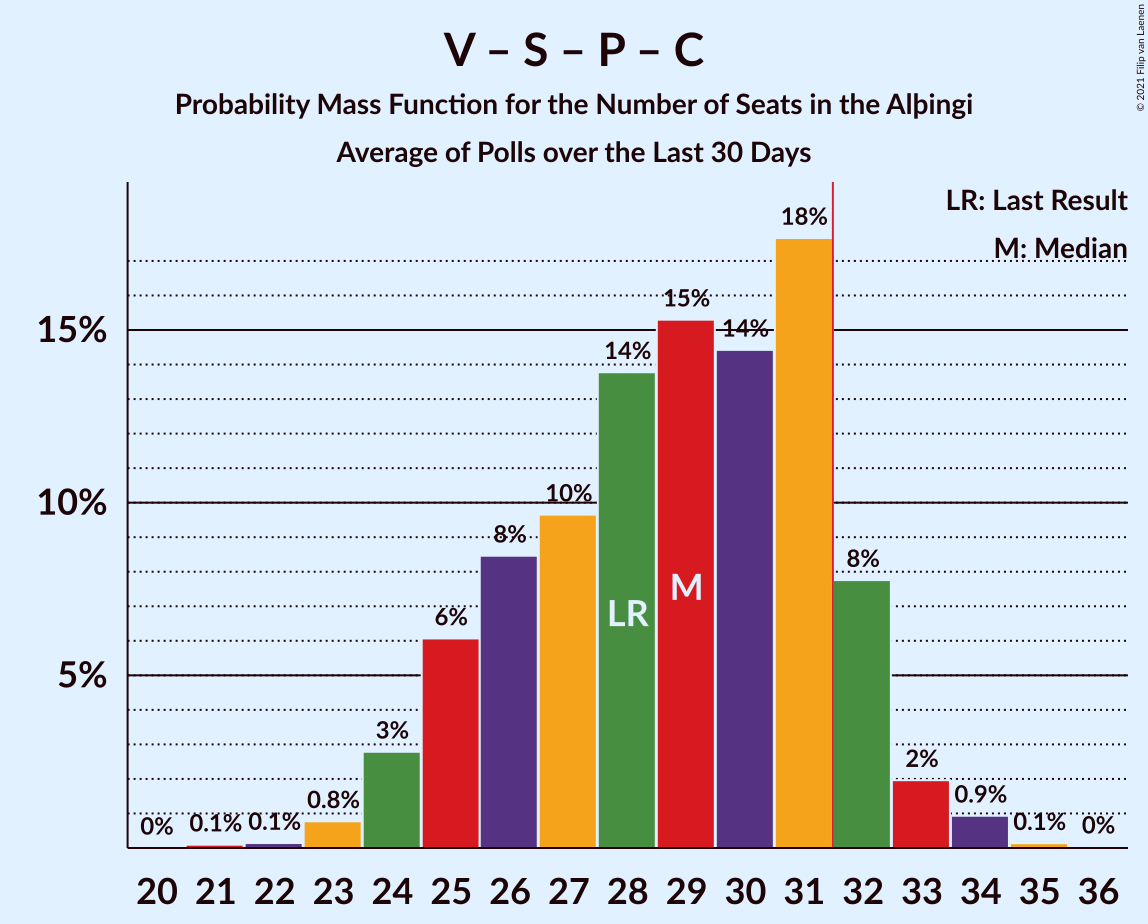 V – S – P – C
Probability Mass Function for the Number of Seats in the Alþingi
Average of Polls over the Last 30 Days
© 2021 Filip van Laenen
LR: Last Result
M: Median
15%
10%
5%
0%
0.1%
0.1%
0.8%
3%
6%
8%
10%
14%
15%
14%
18%
8%
2%
0.9%
0.1%
0%
LR
M
20 21 22 23 24 25 26 27 28 29 30 31 32 33 34 35 36